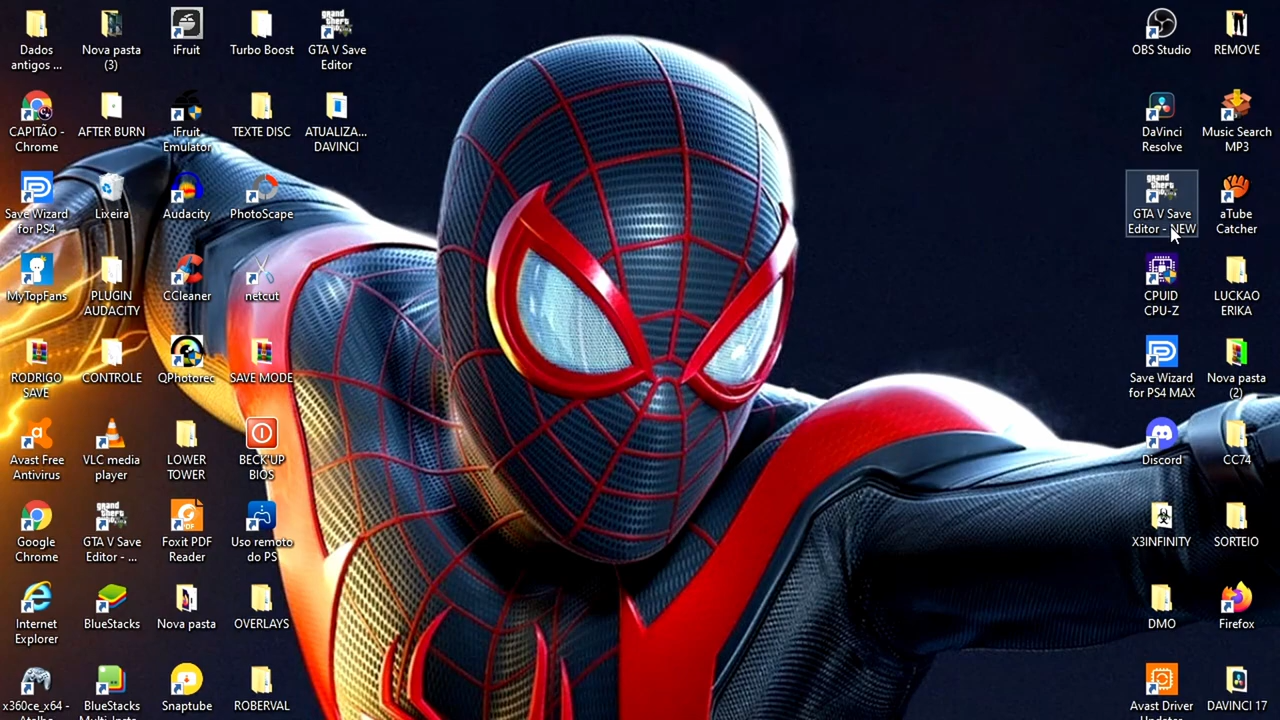 Dados
antigos ...
Nova pasta
(3)
iFruit
Turbo Boost
GTA V Save
Editor
OBS Studio
REMOVE
CAPITÃO -
Chrome
AFTER BURN
iFruit
Emulator
TEXTE DISC
ATUALIZA...
DAVINCI
DaVinci
Resolve
Music Search
MP3
Save Wizard
for PS4
Lixeira
Audacity
PhotoScape
GTA V Save
Editor - NEW
aTube
Catcher
MyTopFans
PLUGIN
AUDACITY
CCleaner
netcut
CPUID
CPU-Z
LUCKAO
ERIKA
RODRIGO
SAVE
CONTROLE
QPhotorec
SAVE MODE
Save Wizard
for PS4 MAX
Nova pasta
(2)
Avast Free
Antivirus
VLC media
player
LOWER
TOWER
BECK'UP
BIOS
Discord
CC74
Google
Chrome
GTA V Save
Editor - ...
Foxit PDF
Reader
Uso remoto
do PS
X3INFINITY
SORTEIO
Internet
Explorer
BlueStacks
Nova pasta
OVERLAYS
DMO
Firefox
x360ce_x64 -
BlueStacks
Snaptube
ROBERVAL
Avast Driver
DAVINCI 17